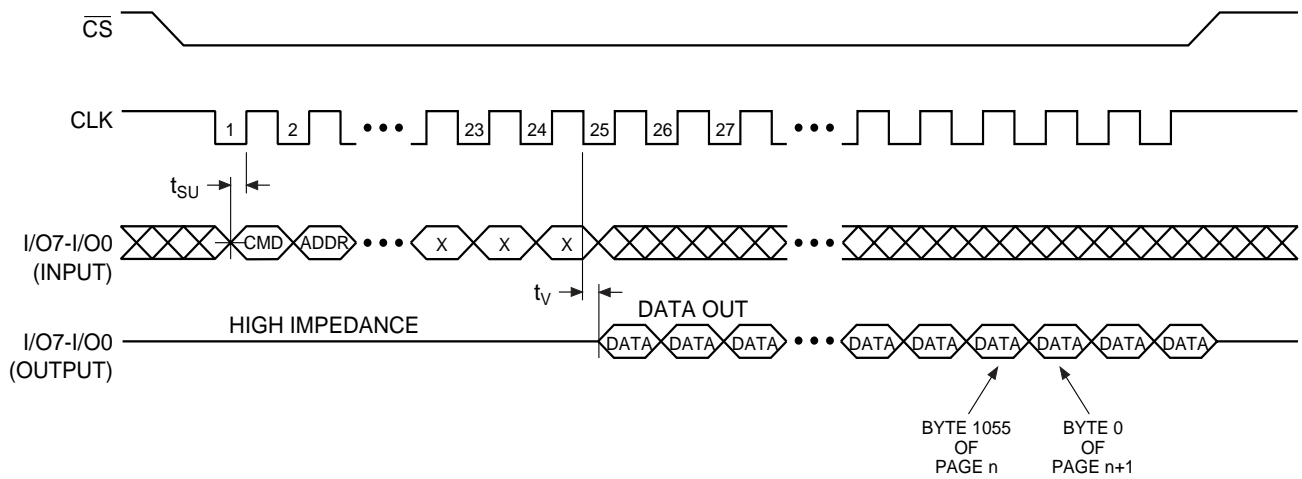 CS
CLK
1 2 ••• 23 24 25 26 27 •••
tSU
I/O7-I/O0
(INPUT)
CMD ADDR ••• X X X •••
tV
HIGH IMPEDANCE
DATA OUT
I/O7-I/O0
(OUTPUT)
DATA DATA DATA ••• DATA DATA DATA DATA DATA DATA
BYTE 1055
OF
PAGE n
BYTE 0
OF
PAGE n+1